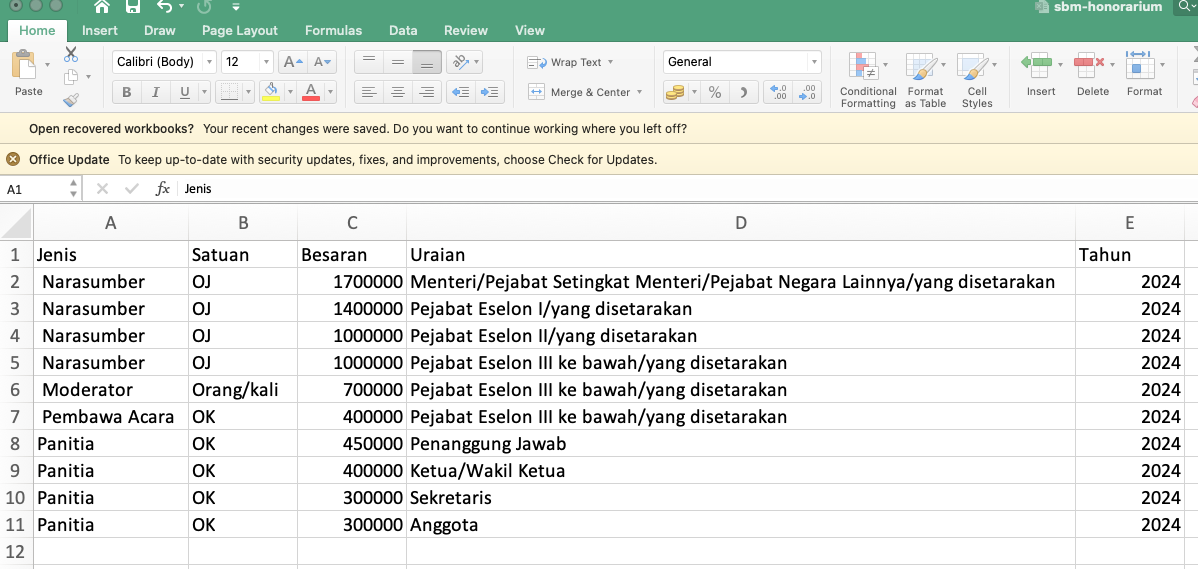 sbm-honorarium
Home Insert Draw Page Layout Formulas Data Review View
Paste Calibri (Body) 12 A A B I U A Wrap Text Merge & Center General % Conditional Formatting Format as Table Cell Styles Insert Delete Format
Open recovered workbooks? Your recent changes were saved. Do you want to continue working where you left off?
Office Update To keep up-to-date with security updates, fixes, and improvements, choose Check for Updates.
A1 fx Jenis
A B C D E
1 Jenis Satuan Besaran Uraian Tahun
2 Narasumber OJ 1700000 Menteri/Pejabat Setingkat Menteri/Pejabat Negara Lainnya/yang disetarakan 2024
3 Narasumber OJ 1400000 Pejabat Eselon I/yang disetarakan 2024
4 Narasumber OJ 1000000 Pejabat Eselon II/yang disetarakan 2024
5 Narasumber OJ 1000000 Pejabat Eselon III ke bawah/yang disetarakan 2024
6 Moderator Orang/kali 700000 Pejabat Eselon III ke bawah/yang disetarakan 2024
7 Pembawa Acara OK 400000 Pejabat Eselon III ke bawah/yang disetarakan 2024
8 Panitia OK 450000 Penanggung Jawab 2024
9 Panitia OK 400000 Ketua/Wakil Ketua 2024
10 Panitia OK 300000 Sekretaris 2024
11 Panitia OK 300000 Anggota 2024
12